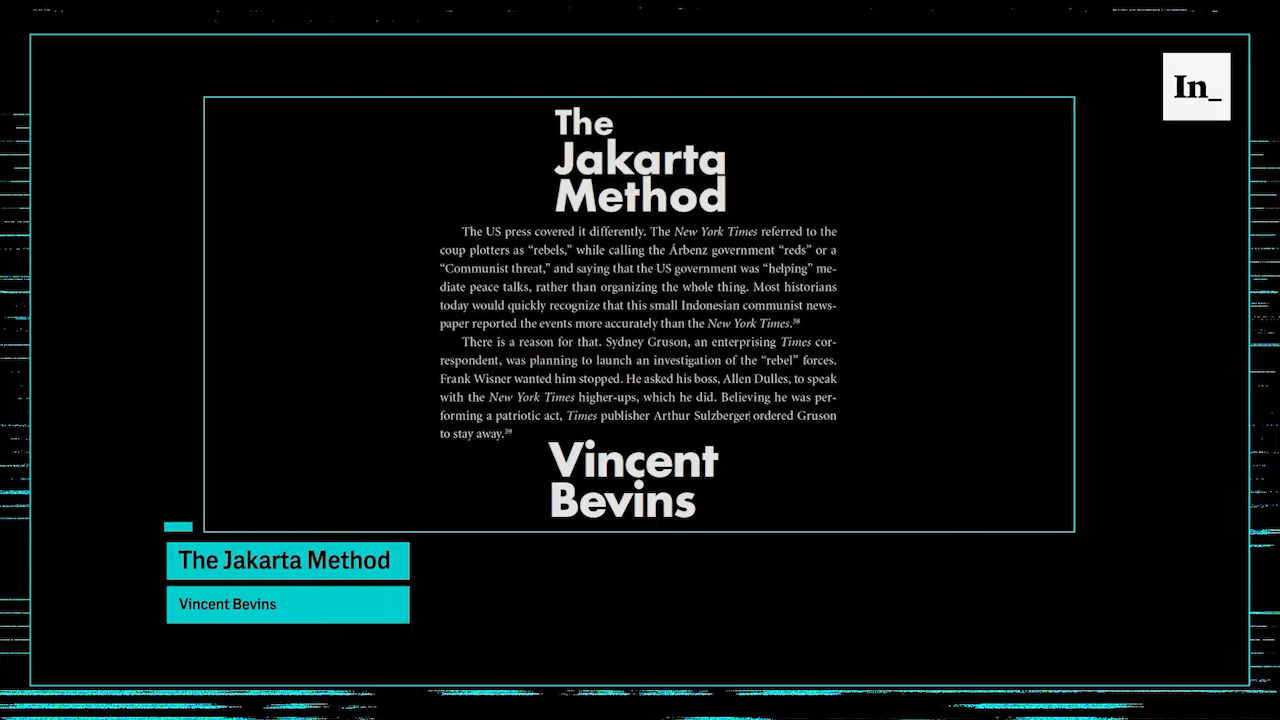 In_
The
Jakarta
Method
The US press covered it differently. The New York Times referred to the
coup plotters as “rebels,” while calling the Árbenz government “reds” or a
“Communist threat,” and saying that the US government was “helping” me-
diate peace talks, rather than organizing the whole thing. Most historians
today would quickly recognize that this small Indonesian communist news-
paper reported the events more accurately than the New York Times.³⁸
There is a reason for that. Sydney Gruson, an enterprising Times cor-
respondent, was planning to launch an investigation of the “rebel” forces.
Frank Wisner wanted him stopped. He asked his boss, Allen Dulles, to speak
with the New York Times higher-ups, which he did. Believing he was per-
forming a patriotic act, Times publisher Arthur Sulzberger ordered Gruson
to stay away.³⁹
Vincent
Bevins
The Jakarta Method
Vincent Bevins